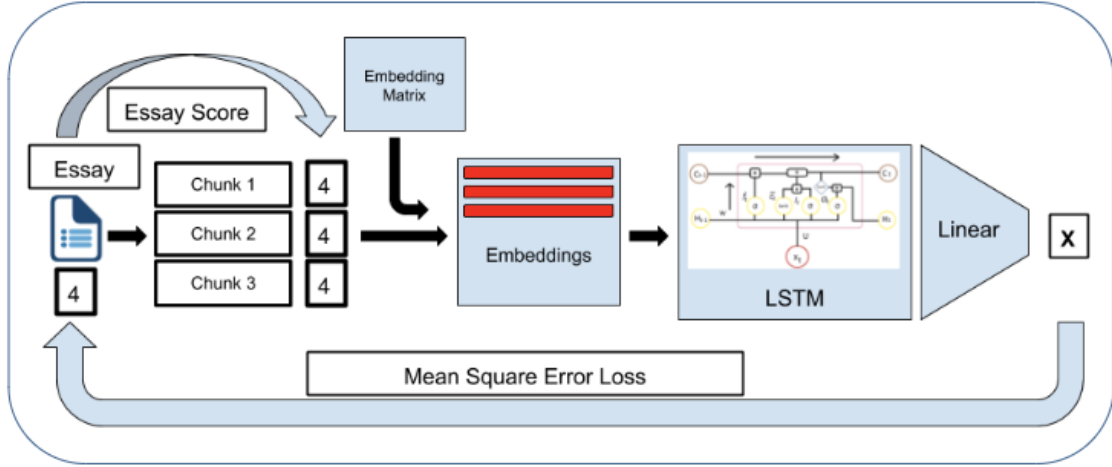 Essay Score
Embedding
Matrix
Essay
Chunk 1
4
Chunk 2
4
Chunk 3
4
4
Embeddings
LSTM
Linear
X
Mean Square Error Loss